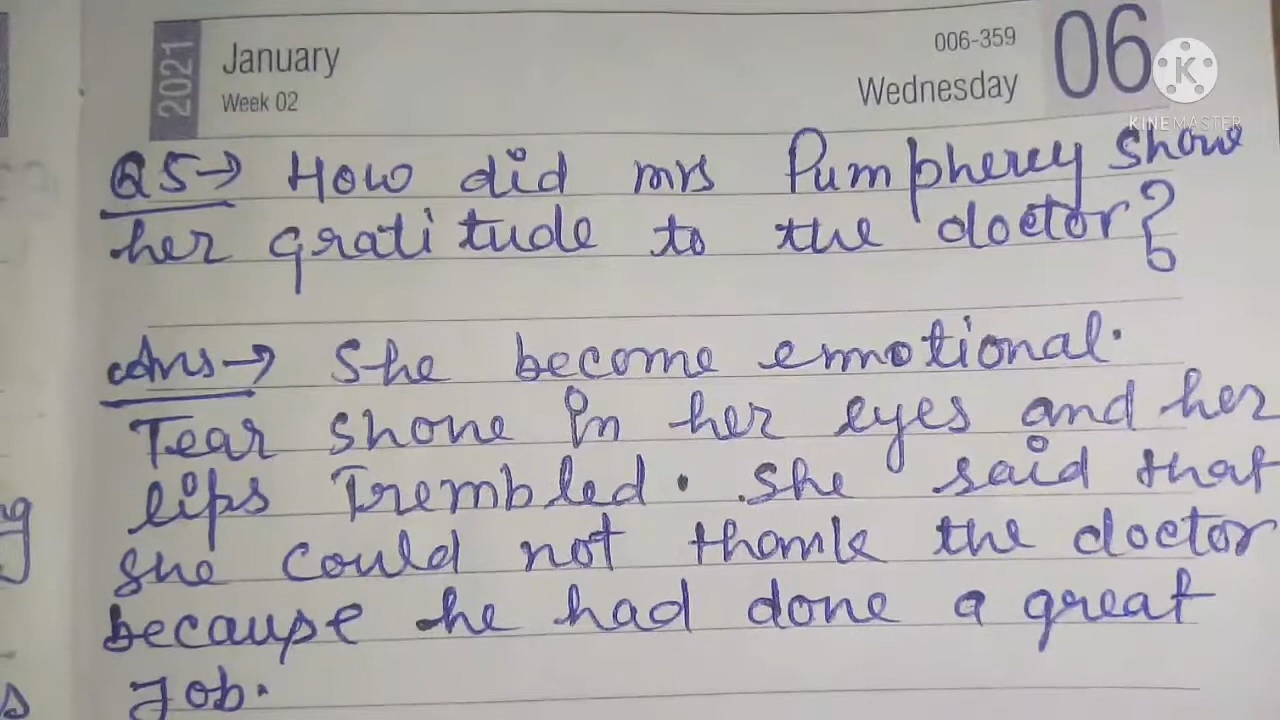 2021
January
Week 02
006-359
Wednesday
06
K
KINEMASTER
Q5→ How did mrs Pumpherey show
her gratitude to the doctor?
Ans→ She become emotional.
Tear shone in her eyes and her
lips Trembled. She said that
she could not thank the doctor
because he had done a great
Job.